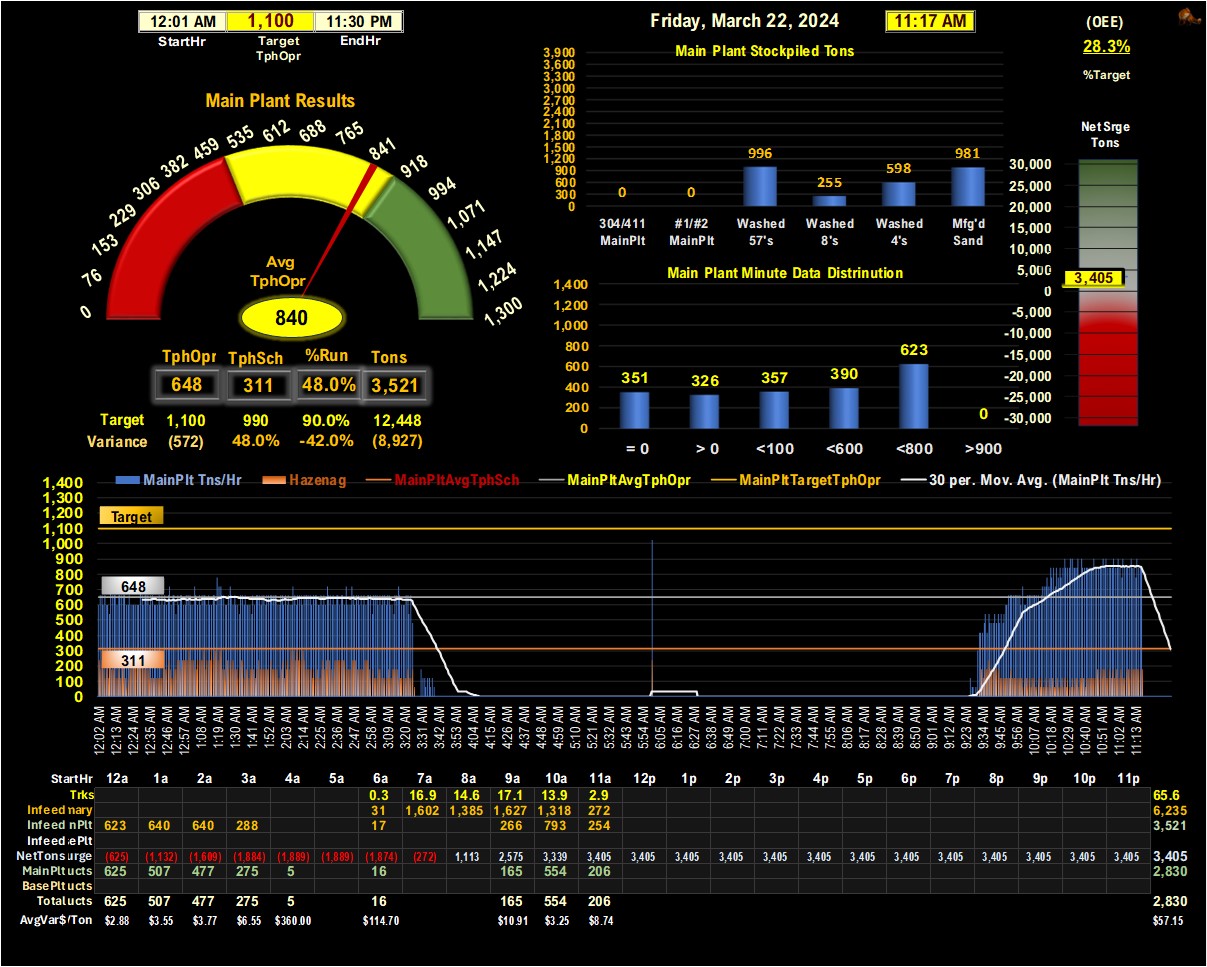 12:01 AM 1,100 11:30 PM
StartHr Target TphOpr EndHr
Friday, March 22, 2024 11:17 AM
(OEE)
28.3%
%Target
Main Plant Results
0 76 153 229 306 382 459 535 612 688 765 841 918 994 1,071 1,147 1,224 1,300
Avg
TphOpr
840
TphOpr TphSch %Run Tons
648 311 48.0% 3,521
Target 1,100 990 90.0% 12,448
Variance (572) 48.0% -42.0% (8,927)
Main Plant Stockpiled Tons
3,900
3,600
3,300
3,000
2,700
2,400
2,100
1,800
1,500
1,200
900
600
300
0
0 0 996 255 598 981
304/411 #1/#2 Washed Washed Washed Mfg'd
MainPlt MainPlt 57's 8's 4's Sand
Main Plant Minute Data Distrinution
1,400
1,200
1,000
800
600
400
200
0
351 326 357 390 623 0
= 0 > 0 <100 <600 <800 >900
Net Srge
Tons
30,000
25,000
20,000
15,000
10,000
5,000
3,405
0
-5,000
-10,000
-15,000
-20,000
-25,000
-30,000
MainPlt Tns/Hr Hazenag MainPltAvgTphSch MainPltAvgTphOpr MainPltTargetTphOpr 30 per. Mov. Avg. (MainPlt Tns/Hr)
1,400
1,300
1,200
1,100
1,000
900
800
700
600
500
400
300
200
100
0
Target
648
311
12:02 AM 12:13 AM 12:24 AM 12:35 AM 12:46 AM 12:57 AM 1:08 AM 1:19 AM 1:30 AM 1:41 AM 1:52 AM 2:03 AM 2:14 AM 2:25 AM 2:36 AM 2:47 AM 2:58 AM 3:09 AM 3:20 AM 3:31 AM 3:42 AM 3:53 AM 4:04 AM 4:15 AM 4:26 AM 4:37 AM 4:48 AM 4:59 AM 5:10 AM 5:21 AM 5:32 AM 5:43 AM 5:54 AM 6:05 AM 6:16 AM 6:27 AM 6:38 AM 6:49 AM 7:00 AM 7:11 AM 7:22 AM 7:33 AM 7:44 AM 7:55 AM 8:06 AM 8:17 AM 8:28 AM 8:39 AM 8:50 AM 9:01 AM 9:12 AM 9:23 AM 9:34 AM 9:45 AM 9:56 AM 10:07 AM 10:18 AM 10:29 AM 10:40 AM 10:51 AM 11:02 AM 11:13 AM
StartHr 12a 1a 2a 3a 4a 5a 6a 7a 8a 9a 10a 11a 12p 1p 2p 3p 4p 5p 6p 7p 8p 9p 10p 11p
Trks 0.3 16.9 14.6 17.1 13.9 2.9 65.6
Infeed nary 31 1,602 1,385 1,627 1,318 272 6,235
Infeed nPlt 623 640 640 288 17 266 793 254 3,521
Infeed ePlt
NetTons urge (625) (1,132) (1,609) (1,884) (1,889) (1,889) (1,874) (272) 1,113 2,575 3,339 3,405 3,405 3,405 3,405 3,405 3,405 3,405 3,405 3,405 3,405 3,405 3,405 3,405 3,405
MainPlt ucts 625 507 477 275 5 16 165 554 206 2,830
BasePlt ucts
Total ucts 625 507 477 275 5 16 165 554 206 2,830
AvgVar$/Ton $2.88 $3.55 $3.77 $6.55 $360.00 $114.70 $10.91 $3.25 $8.74 $57.15